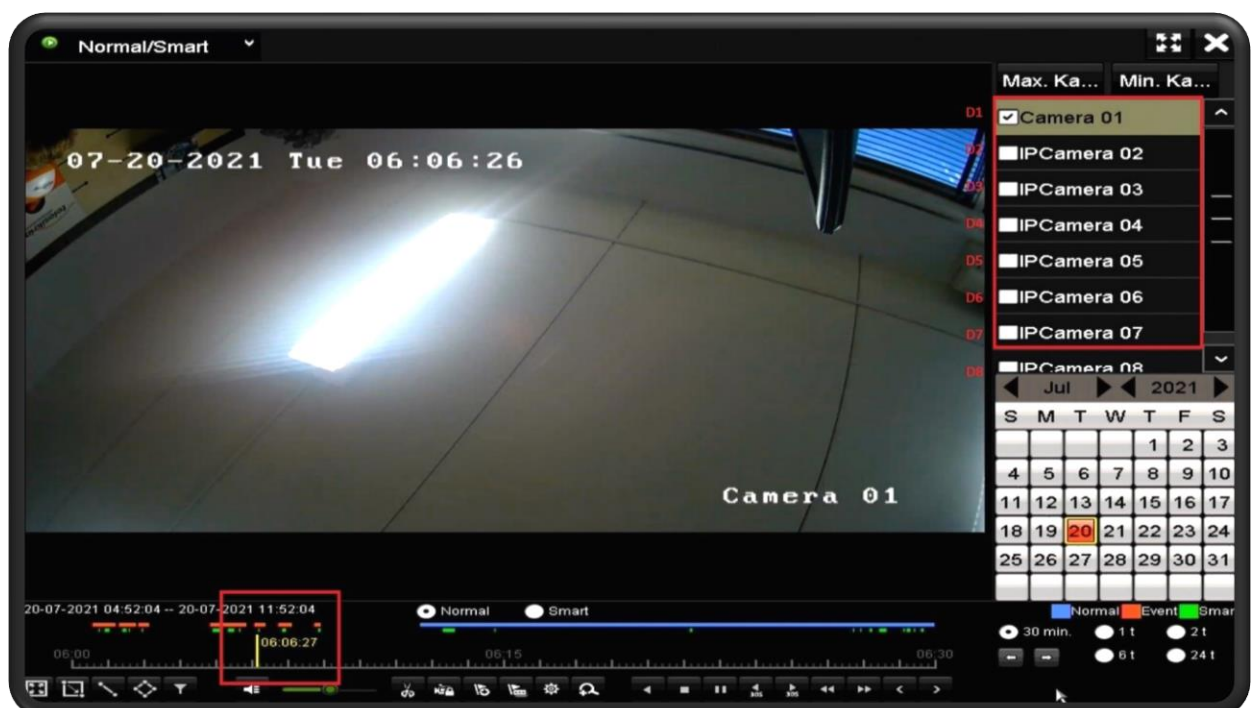 Normal/Smart
Max. Ka... Min. Ka...
D1
Camera 01
07-20-2021 Tue 06:06:26
D2
IPCamera 02
D3
IPCamera 03
D4
IPCamera 04
D5
IPCamera 05
D6
IPCamera 06
D7
IPCamera 07
D8
IPCamera 08
Camera 01
Jul 2021
S M T W T F S
1 2 3
4 5 6 7 8 9 10
11 12 13 14 15 16 17
18 19 20 21 22 23 24
25 26 27 28 29 30 31
20-07-2021 04:52:04 -- 20-07-2021 11:52:04
Normal Smart
Normal Event Smar
06:06:27
30 min. 1 t 2 t
06:00 06:15 06:30
6 t 24 t
30S 30S